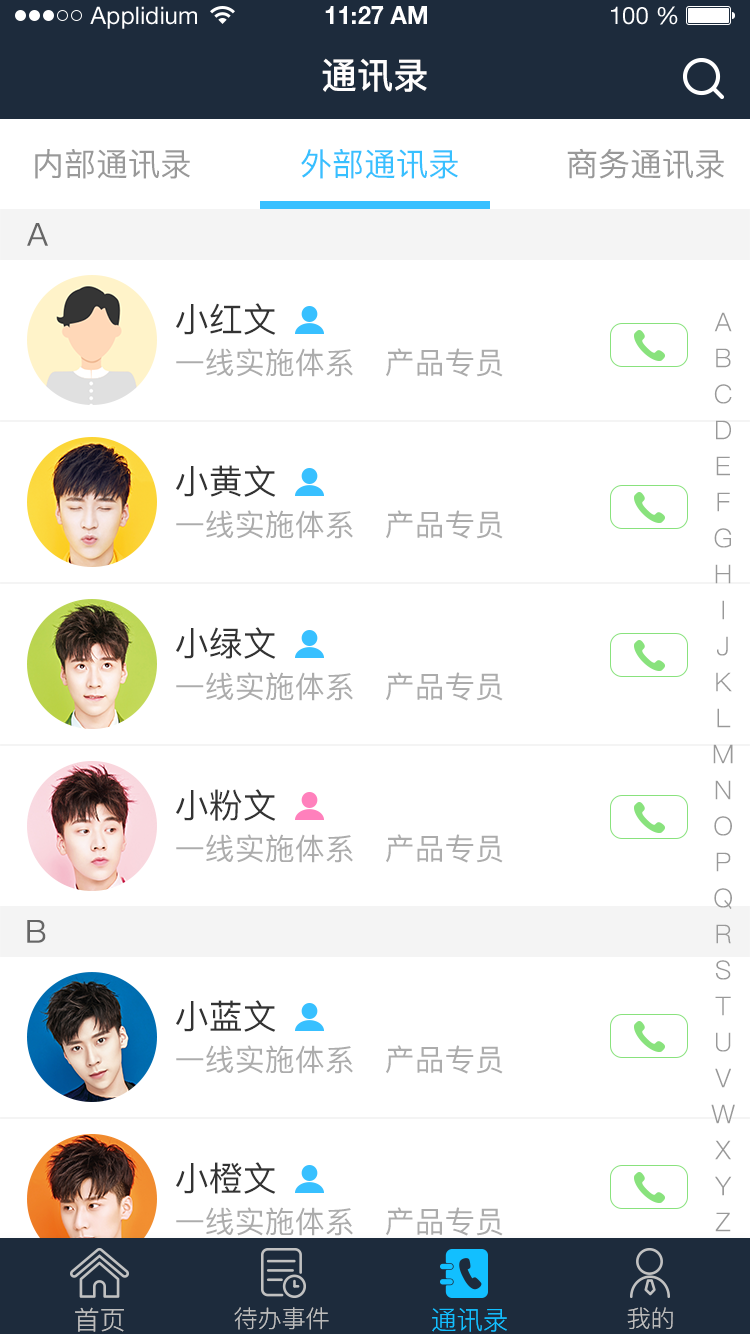 Applidium 11:27 AM 100 %
通讯录
内部通讯录 外部通讯录 商务通讯录
A
小红文
一线实施体系 产品专员
小黄文
一线实施体系 产品专员
小绿文
一线实施体系 产品专员
小粉文
一线实施体系 产品专员
B
小蓝文
一线实施体系 产品专员
小橙文
一线实施体系 产品专员
A
B
C
D
E
F
G
H
I
J
K
L
M
N
O
P
Q
R
S
T
U
V
W
X
Y
Z
首页 待办事件 通讯录 我的